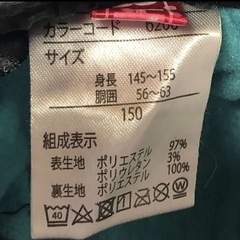 カラーコード 6200
サイズ
身長 145~155
胴囲 56~63
150
組成表示
表生地 ポリエステル 97%
ポリウレタン 3%
裏生地 ポリエステル 100%
40
W